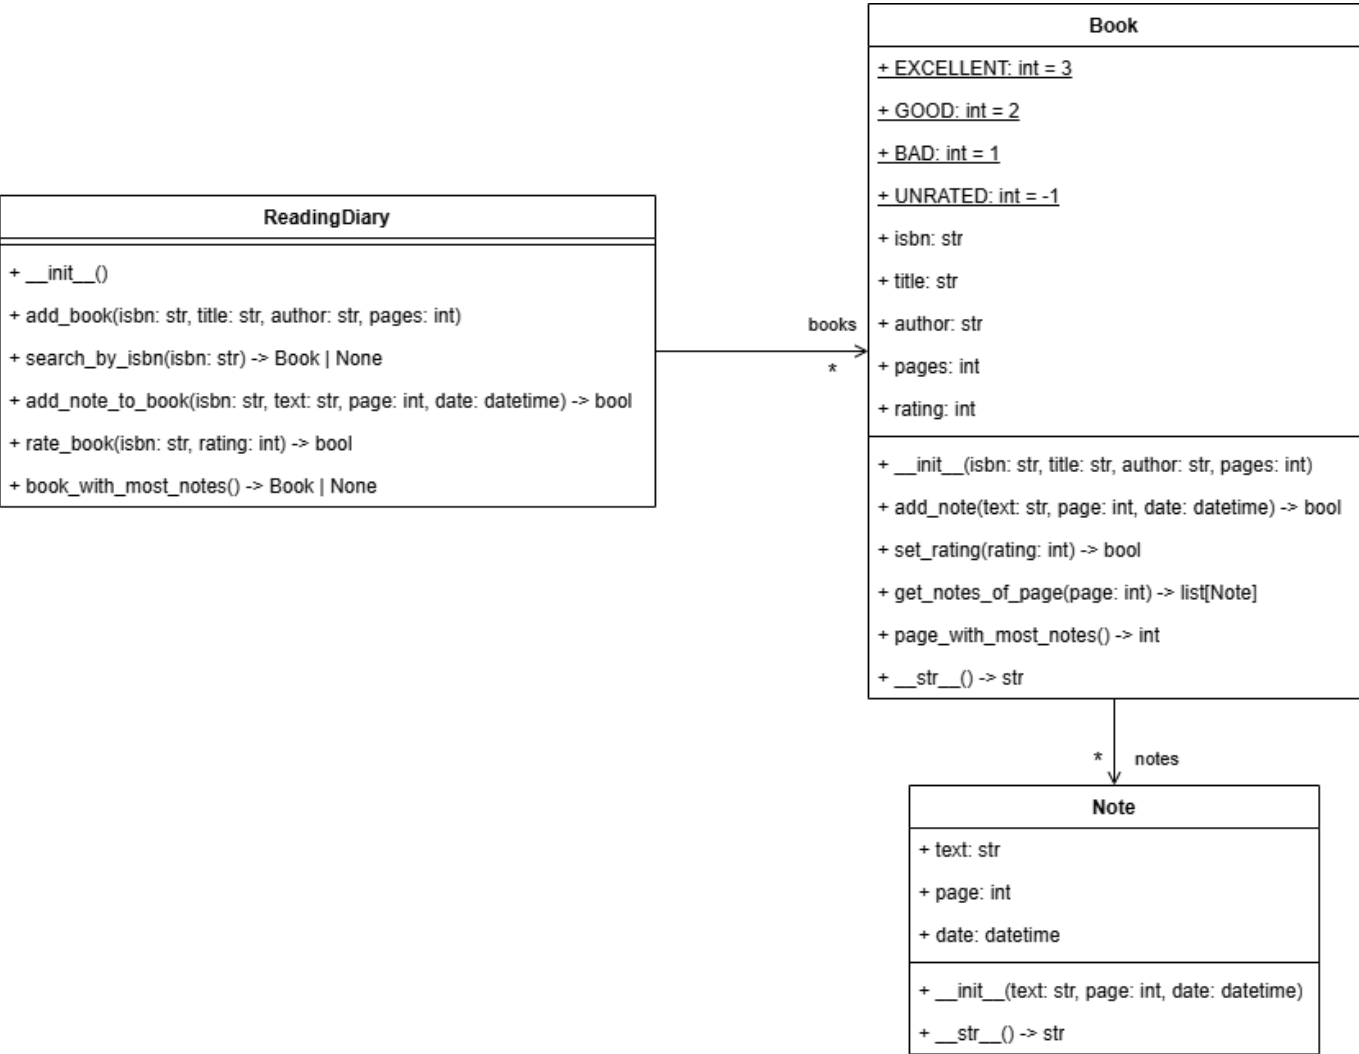 ReadingDiary
+ __init__()
+ add_book(isbn: str, title: str, author: str, pages: int)
+ search_by_isbn(isbn: str) -> Book | None
+ add_note_to_book(isbn: str, text: str, page: int, date: datetime) -> bool
+ rate_book(isbn: str, rating: int) -> bool
+ book_with_most_notes() -> Book | None
books
*
Book
+ EXCELLENT: int = 3
+ GOOD: int = 2
+ BAD: int = 1
+ UNRATED: int = -1
+ isbn: str
+ title: str
+ author: str
+ pages: int
+ rating: int
+ __init__(isbn: str, title: str, author: str, pages: int)
+ add_note(text: str, page: int, date: datetime) -> bool
+ set_rating(rating: int) -> bool
+ get_notes_of_page(page: int) -> list[Note]
+ page_with_most_notes() -> int
+ __str__() -> str
* notes
Note
+ text: str
+ page: int
+ date: datetime
+ __init__(text: str, page: int, date: datetime)
+ __str__() -> str